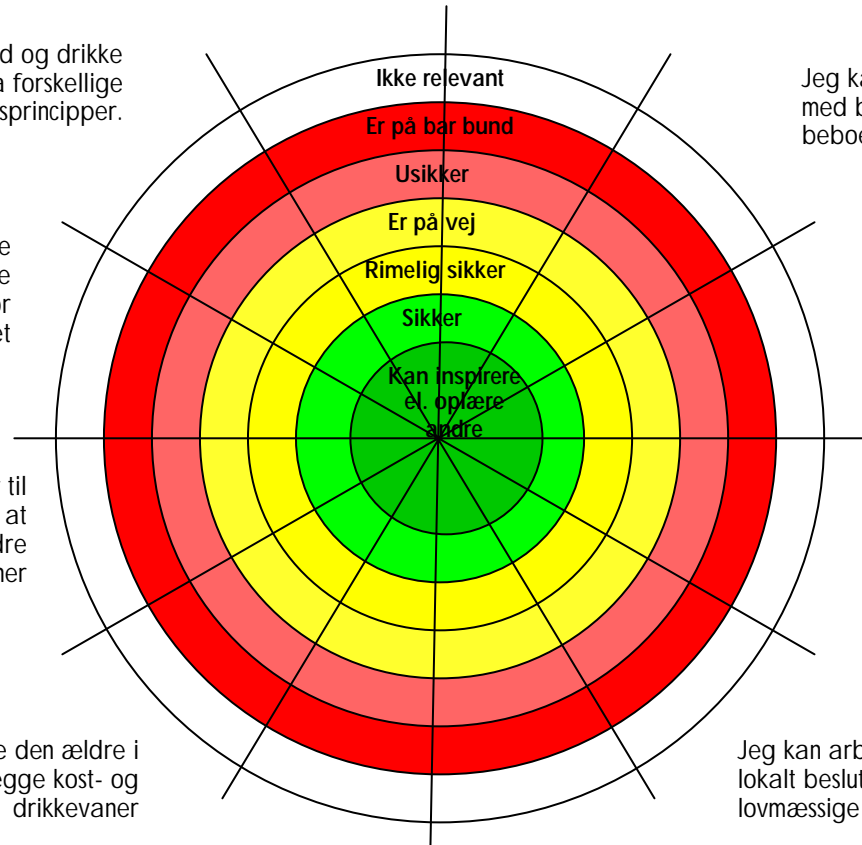 d og drikke
forskellige
sprincipper.
Jeg
med
beboe
Ikke relevant
Er på bar bund
Usikker
Er på vej
Rimelig sikker
Sikker
Kan inspirere
el. oplære
andre
e
e
or
et
til
at
dre
ner
e den ældre i
ægge kost- og
drikkevaner
Jeg kan arb
lokalt beslut
lovmæssige